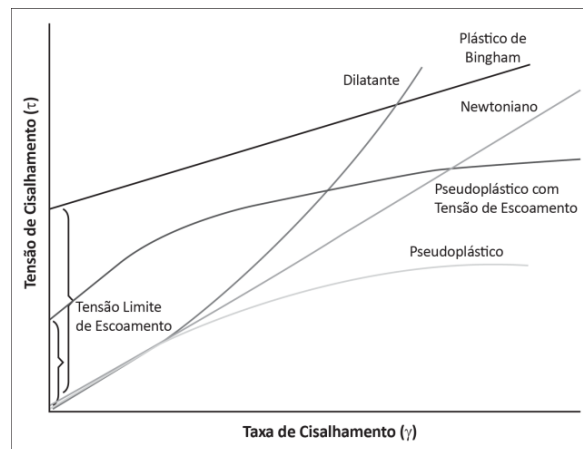 Plástico de
Bingham
Dilatante
Newtoniano
Tensão de Cisalhamento (τ)
Pseudoplástico com
Tensão de Escoamento
Pseudoplástico
Tensão Limite
de Escoamento
Taxa de Cisalhamento (γ)